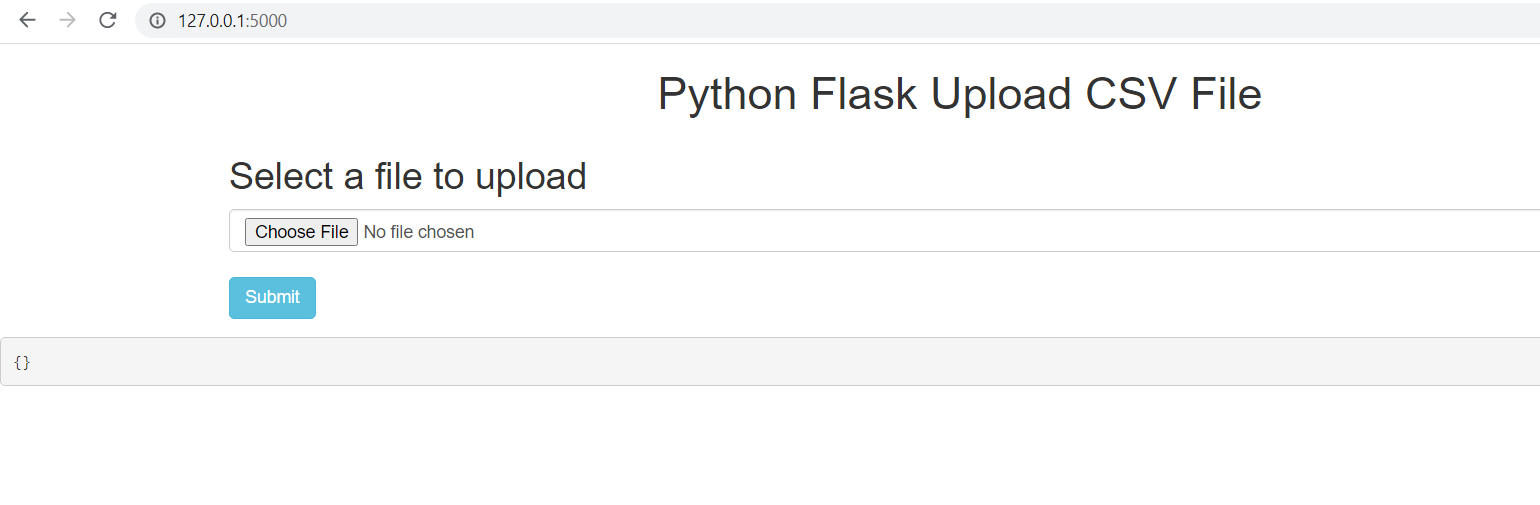 127.0.0.1:5000
Python Flask Upload CSV File
Select a file to upload
Choose File No file chosen
Submit
{}